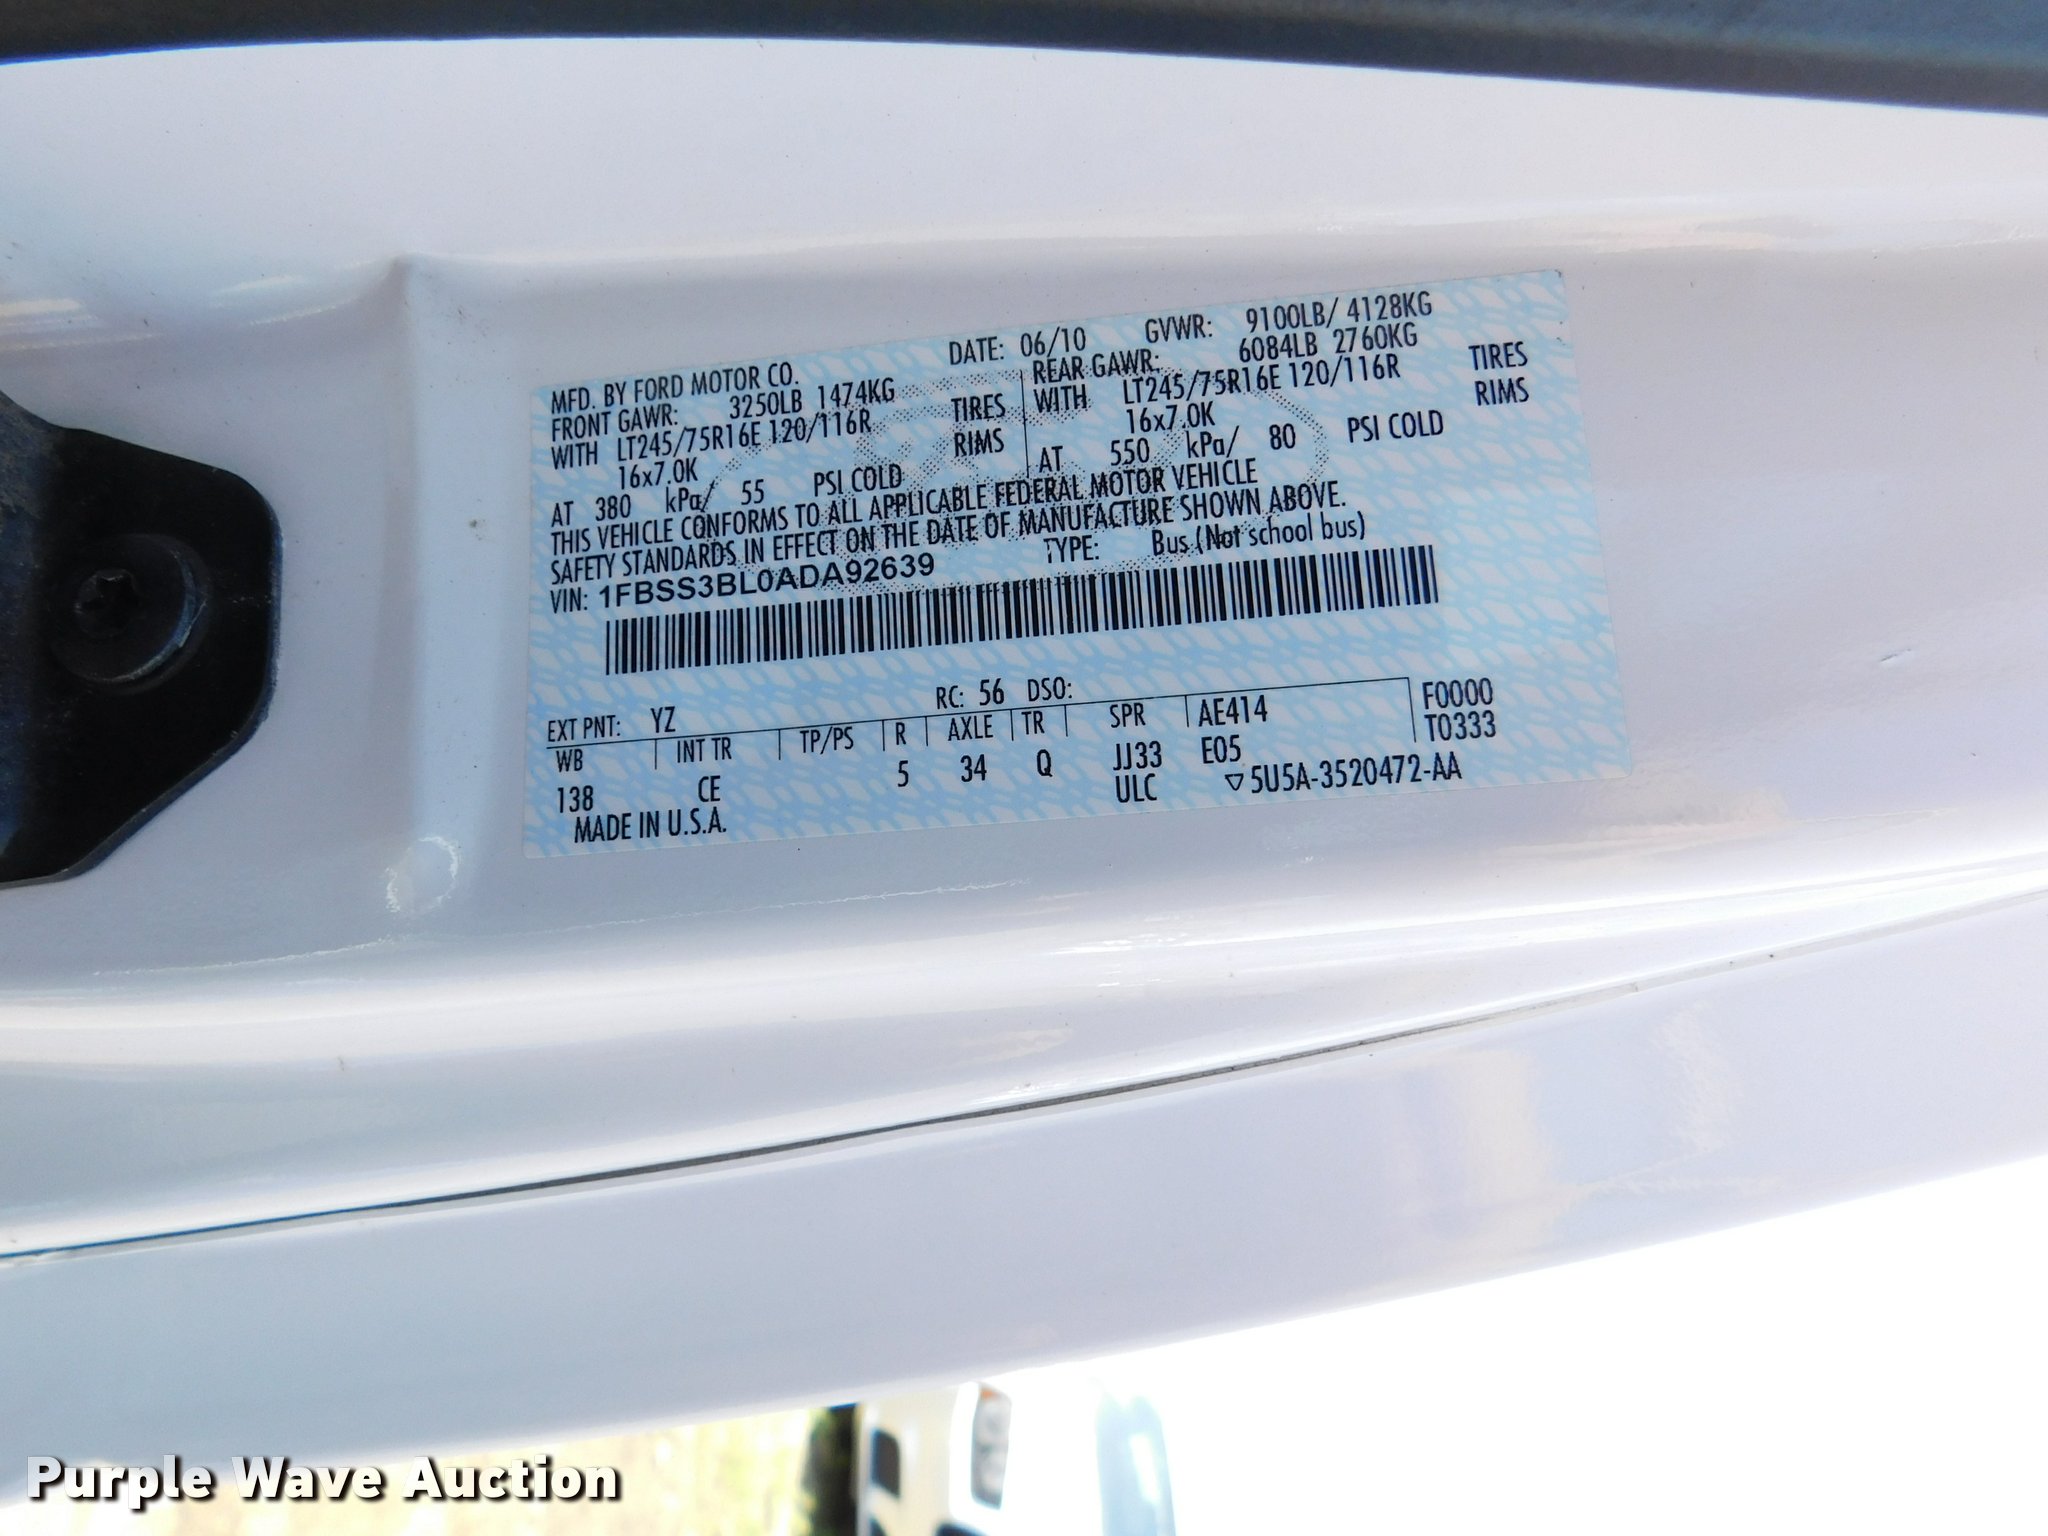 MFD. BY FORD MOTOR CO. DATE: 06/10 GVWR: 9100LB/ 4128KG
FRONT GAWR: 3250LB 1474KG REAR GAWR: 6084LB 2760KG
WITH LT245/75R16E 120/116R TIRES WITH LT245/75R16E 120/116R TIRES
16x7.0K RIMS 16x7.0K RIMS
AT 380 kPa/ 55 PSI COLD AT 550 kPa/ 80 PSI COLD
THIS VEHICLE CONFORMS TO ALL APPLICABLE FEDERAL MOTOR VEHICLE
SAFETY STANDARDS IN EFFECT ON THE DATE OF MANUFACTURE SHOWN ABOVE.
VIN: 1FBSS3BL0ADA92639 TYPE: Bus (Not school bus)
EXT PNT: YZ RC: 56 DSO: F0000
WB INT TR TP/PS R AXLE TR SPR AE414 T0333
138 CE 5 34 Q JJ33 E05
MADE IN U.S.A. ULC ▽5U5A-3520472-AA
Purple Wave Auction